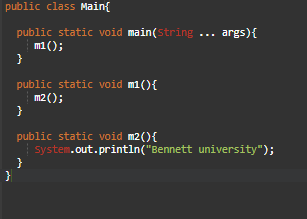 public class Main{
public static void main(String ... args){
m1();
}
public static void m1(){
m2();
}
public static void m2(){
System.out.println("Bennett university");
}
}